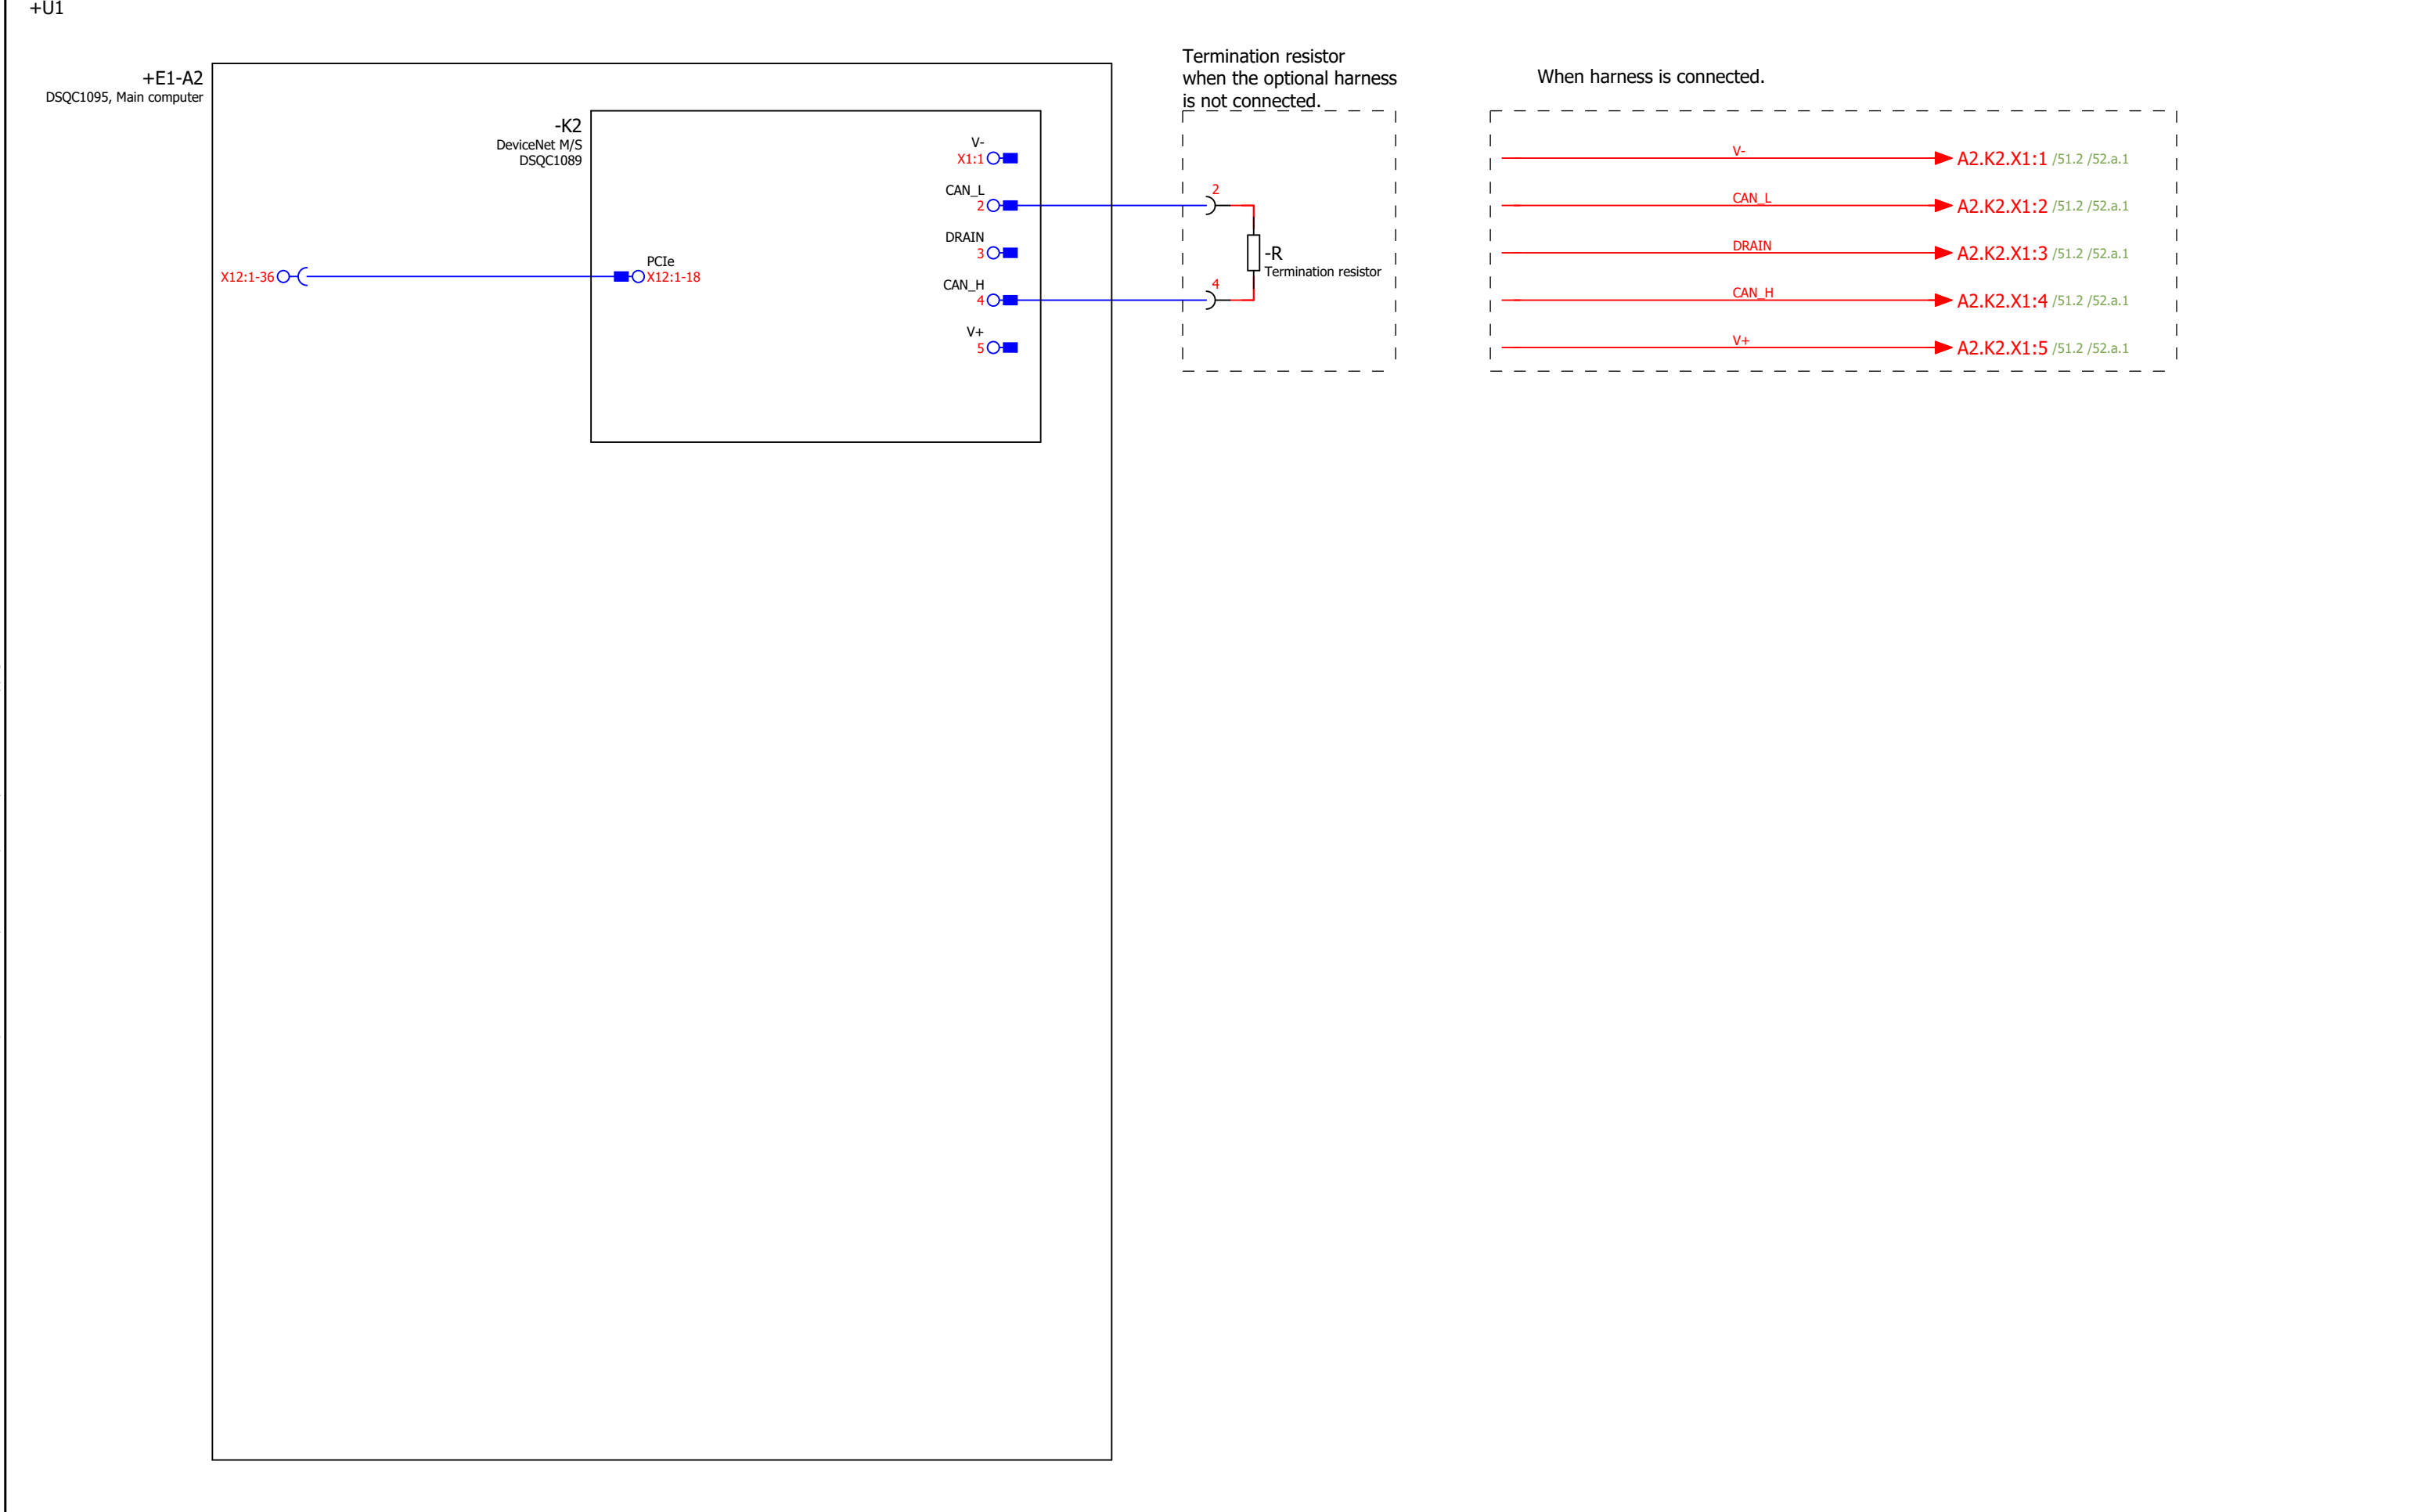 +U1
+E1-A2
DSQC1095, Main computer
-K2
DeviceNet M/S
DSQC1089
X12:1-36
PCIe
X12:1-18
V-
X1:1
CAN_L
2
DRAIN
3
CAN_H
4
V+
5
Termination resistor
when the optional harness
is not connected.
2
4
-R
Termination resistor
When harness is connected.
V-
A2.K2.X1:1 /51.2 /52.a.1
CAN_L
A2.K2.X1:2 /51.2 /52.a.1
DRAIN
A2.K2.X1:3 /51.2 /52.a.1
CAN_H
A2.K2.X1:4 /51.2 /52.a.1
V+
A2.K2.X1:5 /51.2 /52.a.1